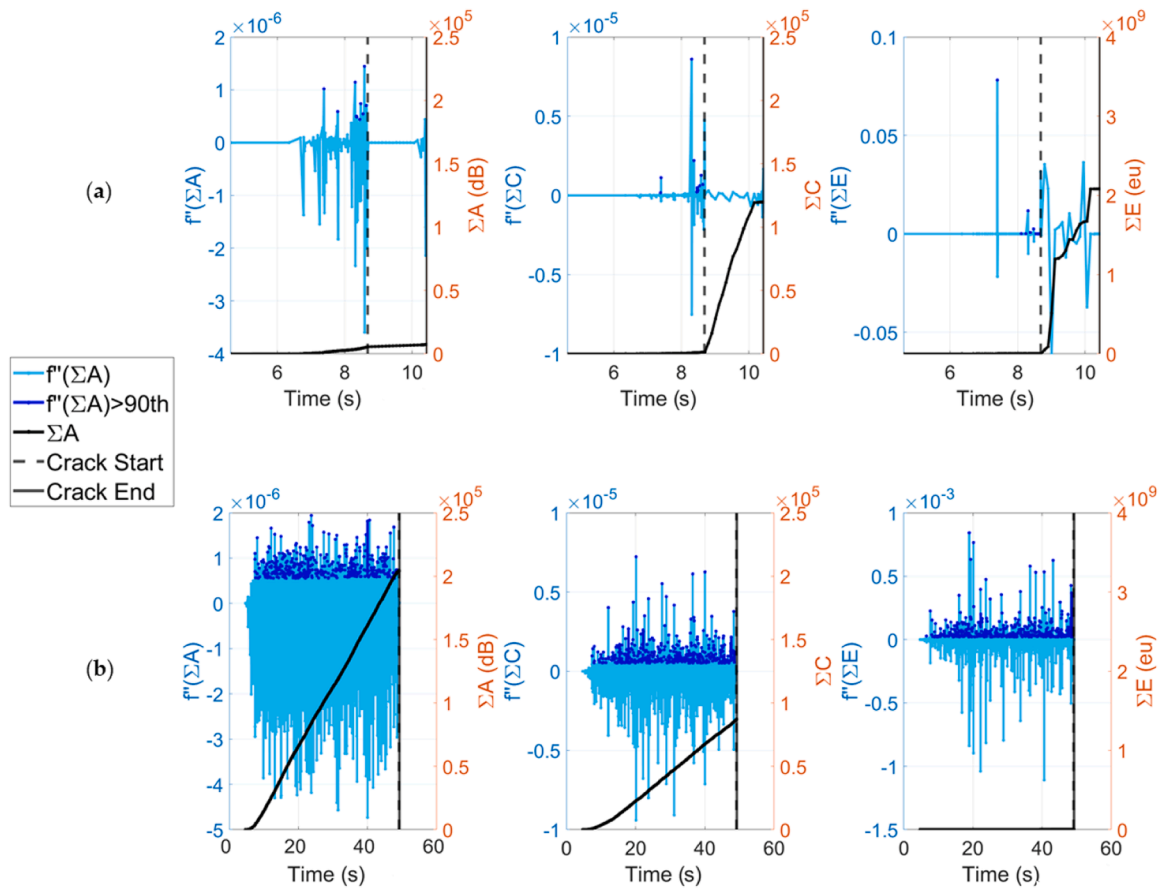 (a)
×10⁻⁶ ×10⁵
2 1 0 -1 -2 -3 -4
f"(ΣA)
2.5 2 1.5 1 0.5 0
ΣA (dB)
6 8 10
Time (s)
×10⁻⁵ ×10⁵
1 0.5 0 -0.5 -1
f"(ΣC)
2.5 2 1.5 1 0.5 0
ΣC
4 6 8 10
Time (s)
×10⁹
0.1 0.05 0 -0.05
f"(ΣE)
4 3 2 1 0
ΣE (eu)
4 6 8 10
Time (s)
f"(ΣA)
f"(ΣA)>90th
ΣA
Crack Start
Crack End
(b)
×10⁻⁶ ×10⁵
2 1 0 -1 -2 -3 -4 -5
f"(ΣA)
2.5 2 1.5 1 0.5 0
ΣA (dB)
0 20 40 60
Time (s)
×10⁻⁵ ×10⁵
1 0.5 0 -0.5 -1
f"(ΣC)
2.5 2 1.5 1 0.5 0
ΣC
0 20 40 60
Time (s)
×10⁻³ ×10⁹
1 0.5 0 -0.5 -1 -1.5
f"(ΣE)
4 3 2 1 0
ΣE (eu)
0 20 40 60
Time (s)